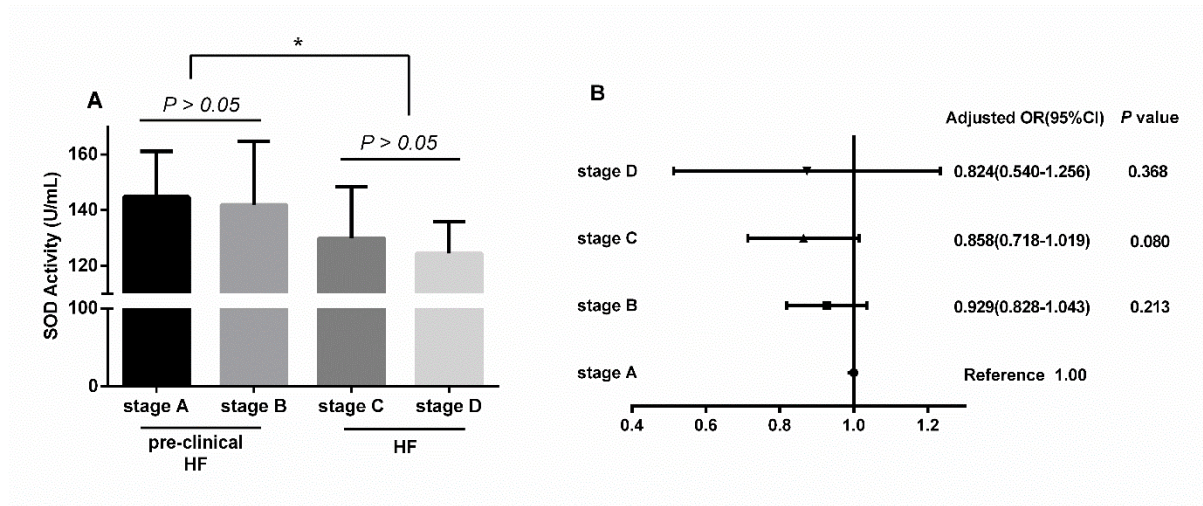 *
A
P > 0.05
P > 0.05
SOD Activity (U/mL)
160
140
120
100
0
stage A stage B stage C stage D
pre-clinical
HF
HF
B
Adjusted OR(95%CI) P value
stage D 0.824(0.540-1.256) 0.368
stage C 0.858(0.718-1.019) 0.080
stage B 0.929(0.828-1.043) 0.213
stage A Reference 1.00
0.4 0.6 0.8 1.0 1.2